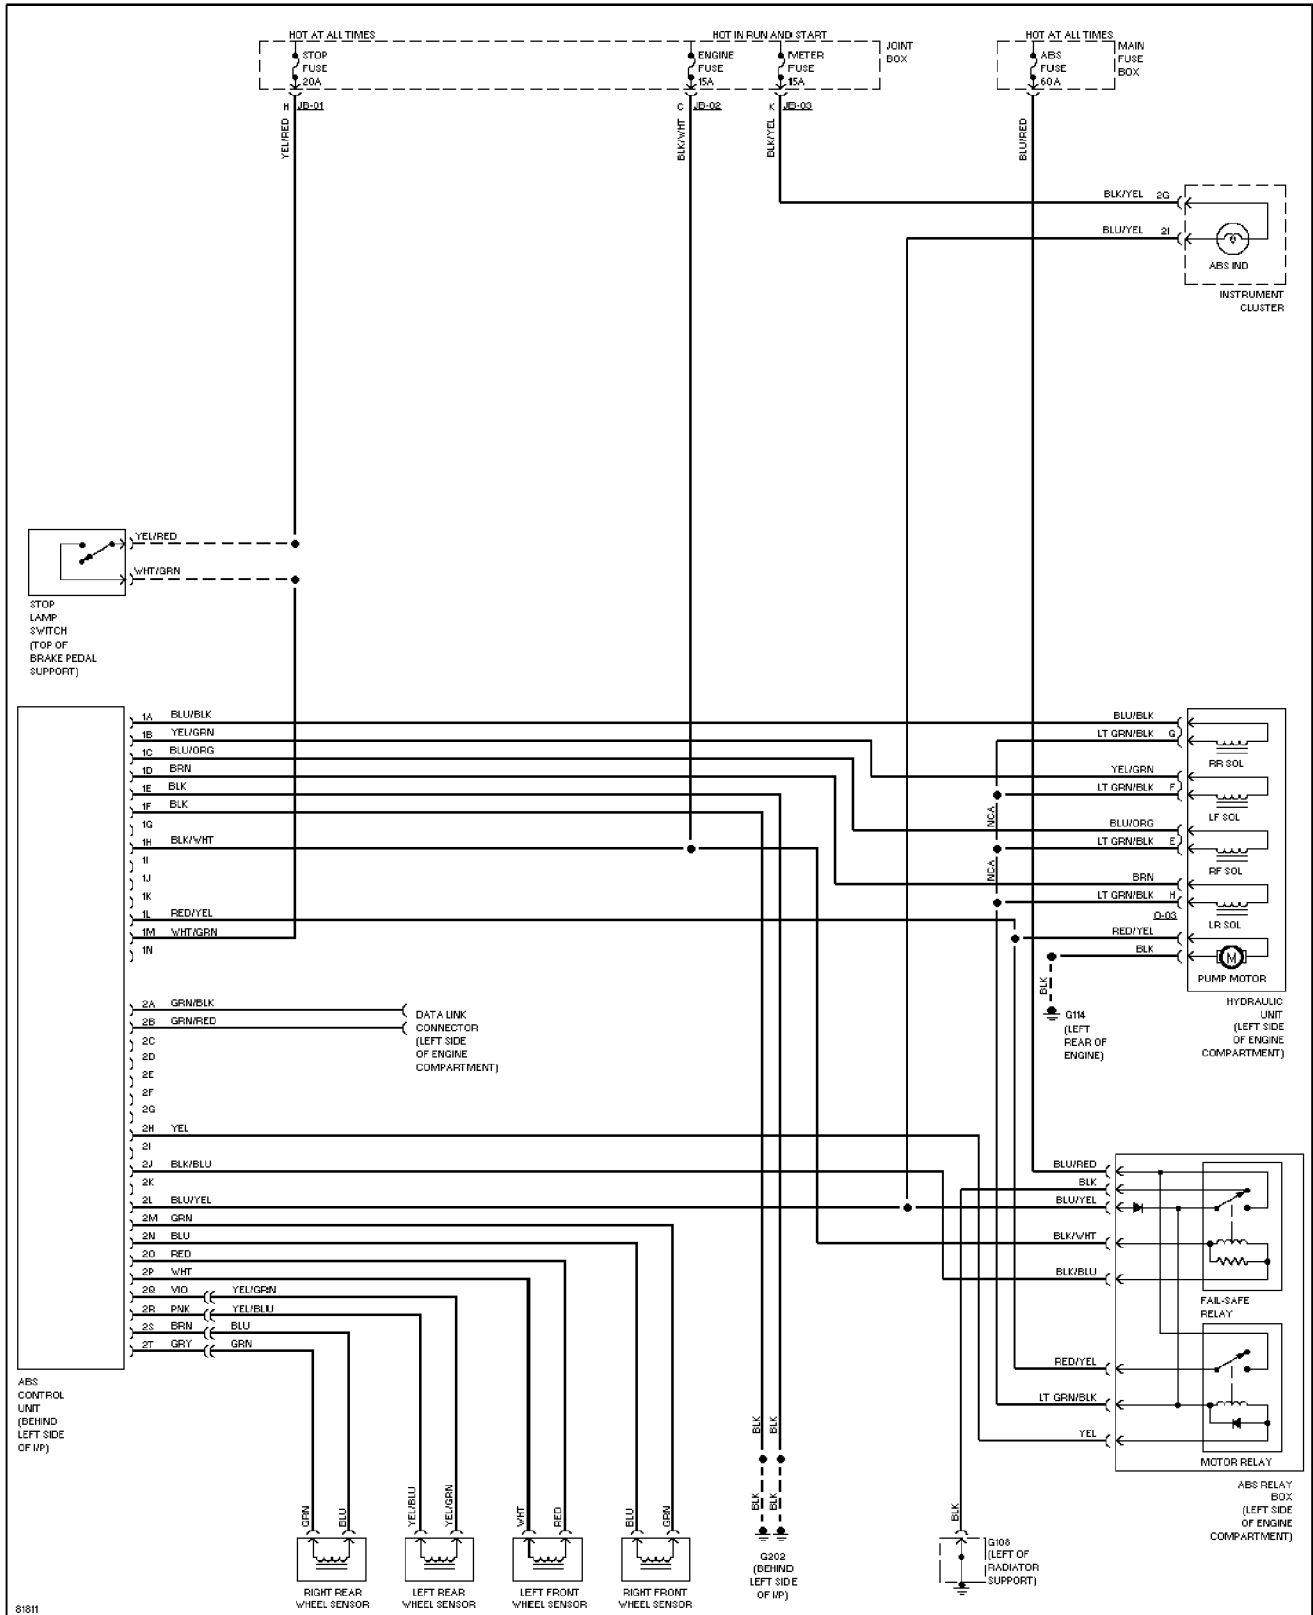 HOT AT ALL TIMES
HOT IN RUN AND START
HOT AT ALL TIMES
STOP
FUSE
20A
ENGINE
FUSE
15A
METER
FUSE
15A
JOINT
BOX
ABS
FUSE
60A
MAIN
FUSE
BOX
H JB-01
C JB-02
K JB-03
YEL/RED
BLK/WHT
BLK/YEL
BLU/RED
BLK/YEL 2G
BLU/YEL 2I
ABS IND
INSTRUMENT
CLUSTER
YEL/RED
WHT/GRN
STOP
LAMP
SWITCH
(TOP OF
BRAKE PEDAL
SUPPORT)
1A BLU/BLK
1B YEL/GRN
1C BLU/ORG
1D BRN
1E BLK
1F BLK
1G
1H BLK/WHT
1I
1J
1K
1L RED/YEL
1M WHT/GRN
1N
BLU/BLK
LT GRN/BLK G
RR SOL
YEL/GRN
LT GRN/BLK F
LF SOL
NCA
BLU/ORG
LT GRN/BLK E
RF SOL
NCA
BRN
LT GRN/BLK H
O-03
LR SOL
RED/YEL
BLK
PUMP MOTOR
M
HYDRAULIC
UNIT
(LEFT SIDE
OF ENGINE
COMPARTMENT)
BLK
G114
(LEFT
REAR OF
ENGINE)
2A GRN/BLK
2B GRN/RED
2C
2D
2E
2F
2G
2H YEL
2I
2J BLK/BLU
2K
2L BLU/YEL
2M GRN
2N BLU
2O RED
2P WHT
2Q VIO YEL/GRN
2R PNK YEL/BLU
2S BRN BLU
2T GRY GRN
DATA LINK
CONNECTOR
(LEFT SIDE
OF ENGINE
COMPARTMENT)
ABS
CONTROL
UNIT
(BEHIND
LEFT SIDE
OF I/P)
BLU/RED
BLK
BLU/YEL
BLK/WHT
BLK/BLU
FAIL-SAFE
RELAY
RED/YEL
LT GRN/BLK
YEL
MOTOR RELAY
ABS RELAY
BOX
(LEFT SIDE
OF ENGINE
COMPARTMENT)
GRN
BLU
YEL/BLU
YEL/GRN
WHT
RED
BLU
GRN
BLK
BLK
BLK
BLK
BLK
RIGHT REAR
WHEEL SENSOR
LEFT REAR
WHEEL SENSOR
LEFT FRONT
WHEEL SENSOR
RIGHT FRONT
WHEEL SENSOR
G202
(BEHIND
LEFT SIDE
OF I/P)
G108
(LEFT OF
RADIATOR
SUPPORT)
81811